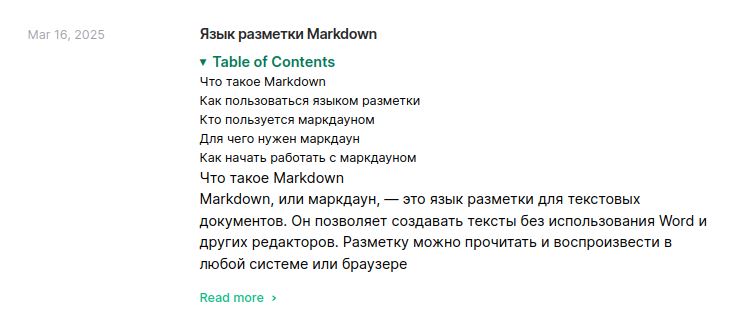 Mar 16, 2025
Язык разметки Markdown
▾ Table of Contents
Что такое Markdown
Как пользоваться языком разметки
Кто пользуется маркдауном
Для чего нужен маркдаун
Как начать работать с маркдауном
Что такое Markdown
Markdown, или маркдаун, — это язык разметки для текстовых
документов. Он позволяет создавать тексты без использования Word и
других редакторов. Разметку можно прочитать и воспроизвести в
любой системе или браузере
Read more ›